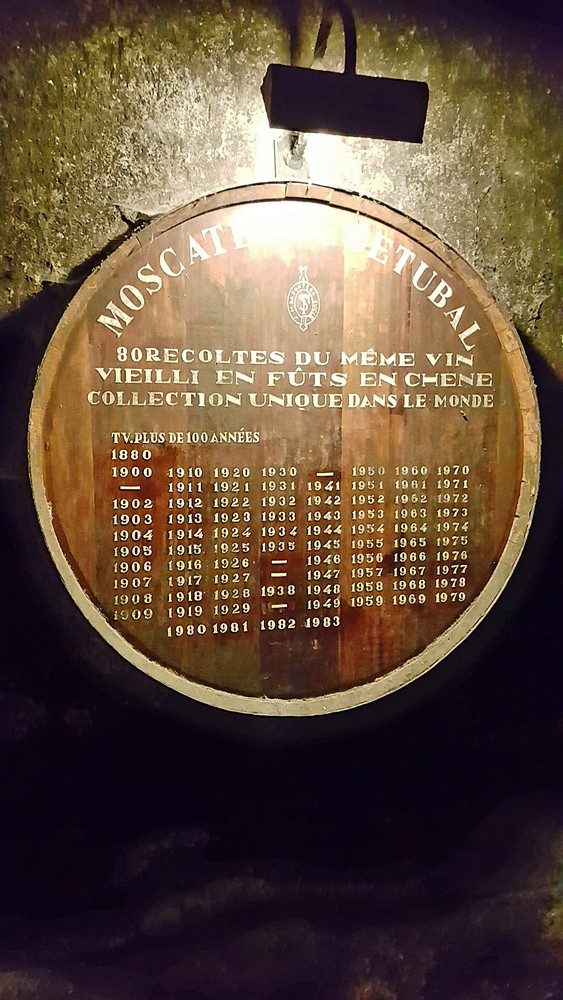 MOSCATE ETUBAL
80 RECOLTES DU MÊME VIN
VIEILLI EN FÛTS EN CHENE
COLLECTION UNIQUE DANS LE MONDE
T.V. PLUS DE 100 ANNÉES
1880
1900 1910 1920 1930 — 1950 1960 1970
— 1911 1921 1931 1941 1951 1961 1971
1902 1912 1922 1932 1942 1952 1962 1972
1903 1913 1923 1933 1943 1953 1963 1973
1904 1914 1924 1934 1944 1954 1964 1974
1905 1915 1925 1935 1945 1955 1965 1975
1906 1916 1926 — 1946 1956 1966 1976
1907 1917 1927 — 1947 1957 1967 1977
1908 1918 1928 1938 1948 1958 1968 1978
1909 1919 1929 — 1949 1959 1969 1979
1980 1981 1982 1983